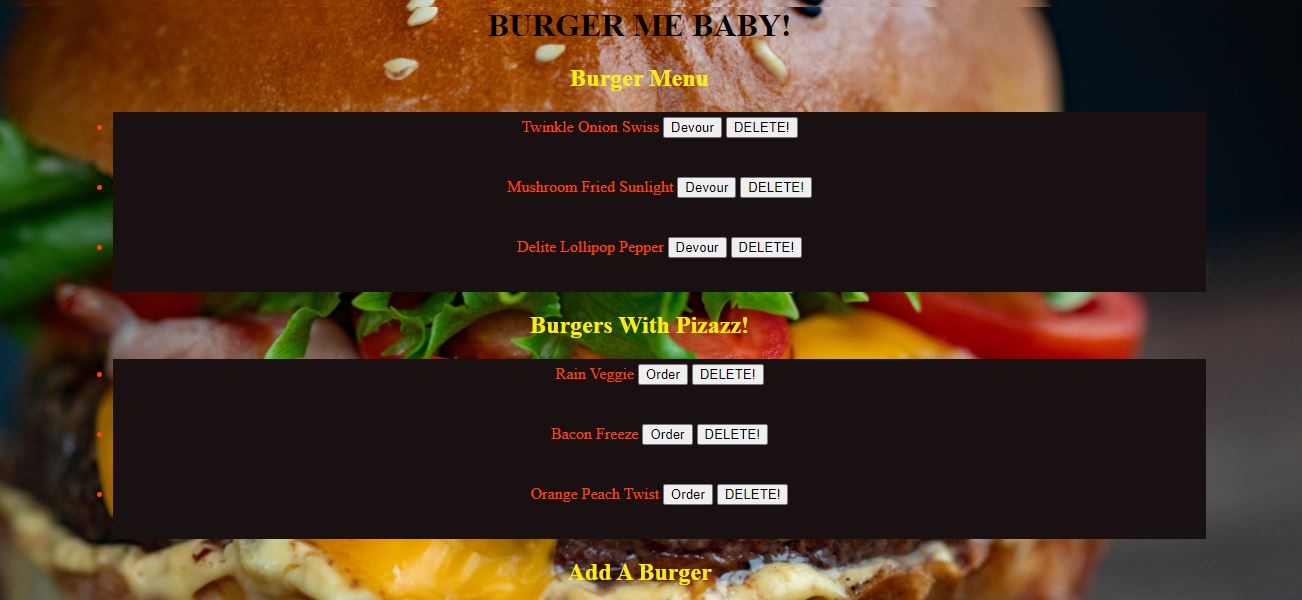 BURGER ME BABY!
Burger Menu
Twinkle Onion Swiss Devour DELETE!
Mushroom Fried Sunlight Devour DELETE!
Delite Lollipop Pepper Devour DELETE!
Burgers With Pizazz!
Rain Veggie Order DELETE!
Bacon Freeze Order DELETE!
Orange Peach Twist Order DELETE!
Add A Burger